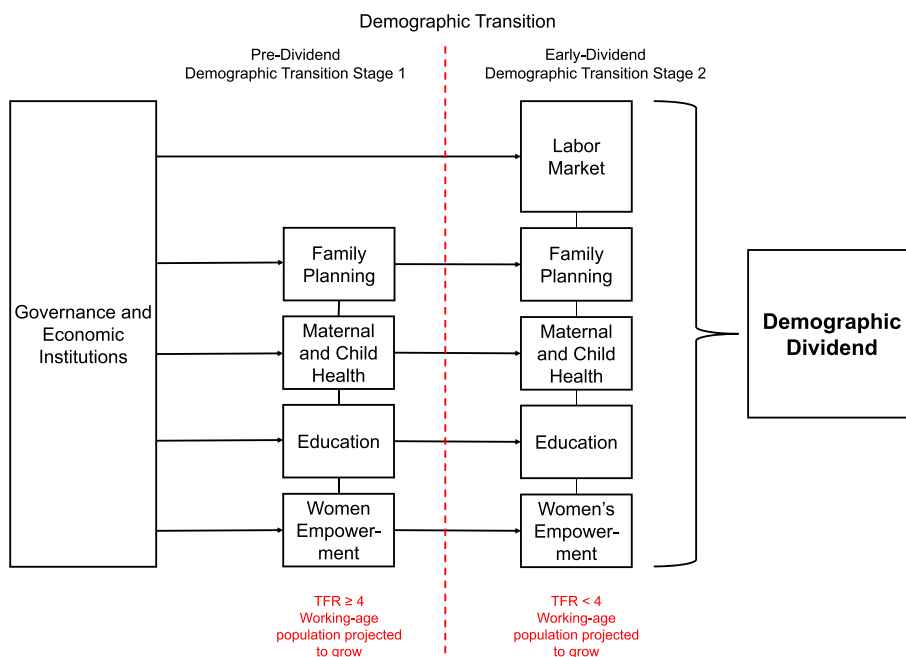 Demographic Transition
Pre-Dividend
Demographic Transition Stage 1
Early-Dividend
Demographic Transition Stage 2
Governance and
Economic
Institutions
Family
Planning
Maternal
and Child
Health
Education
Women
Empower-
ment
Labor
Market
Family
Planning
Maternal
and Child
Health
Education
Women’s
Empower-
ment
Demographic
Dividend
TFR ≥ 4
Working-age
population projected
to grow
TFR < 4
Working-age
population projected
to grow